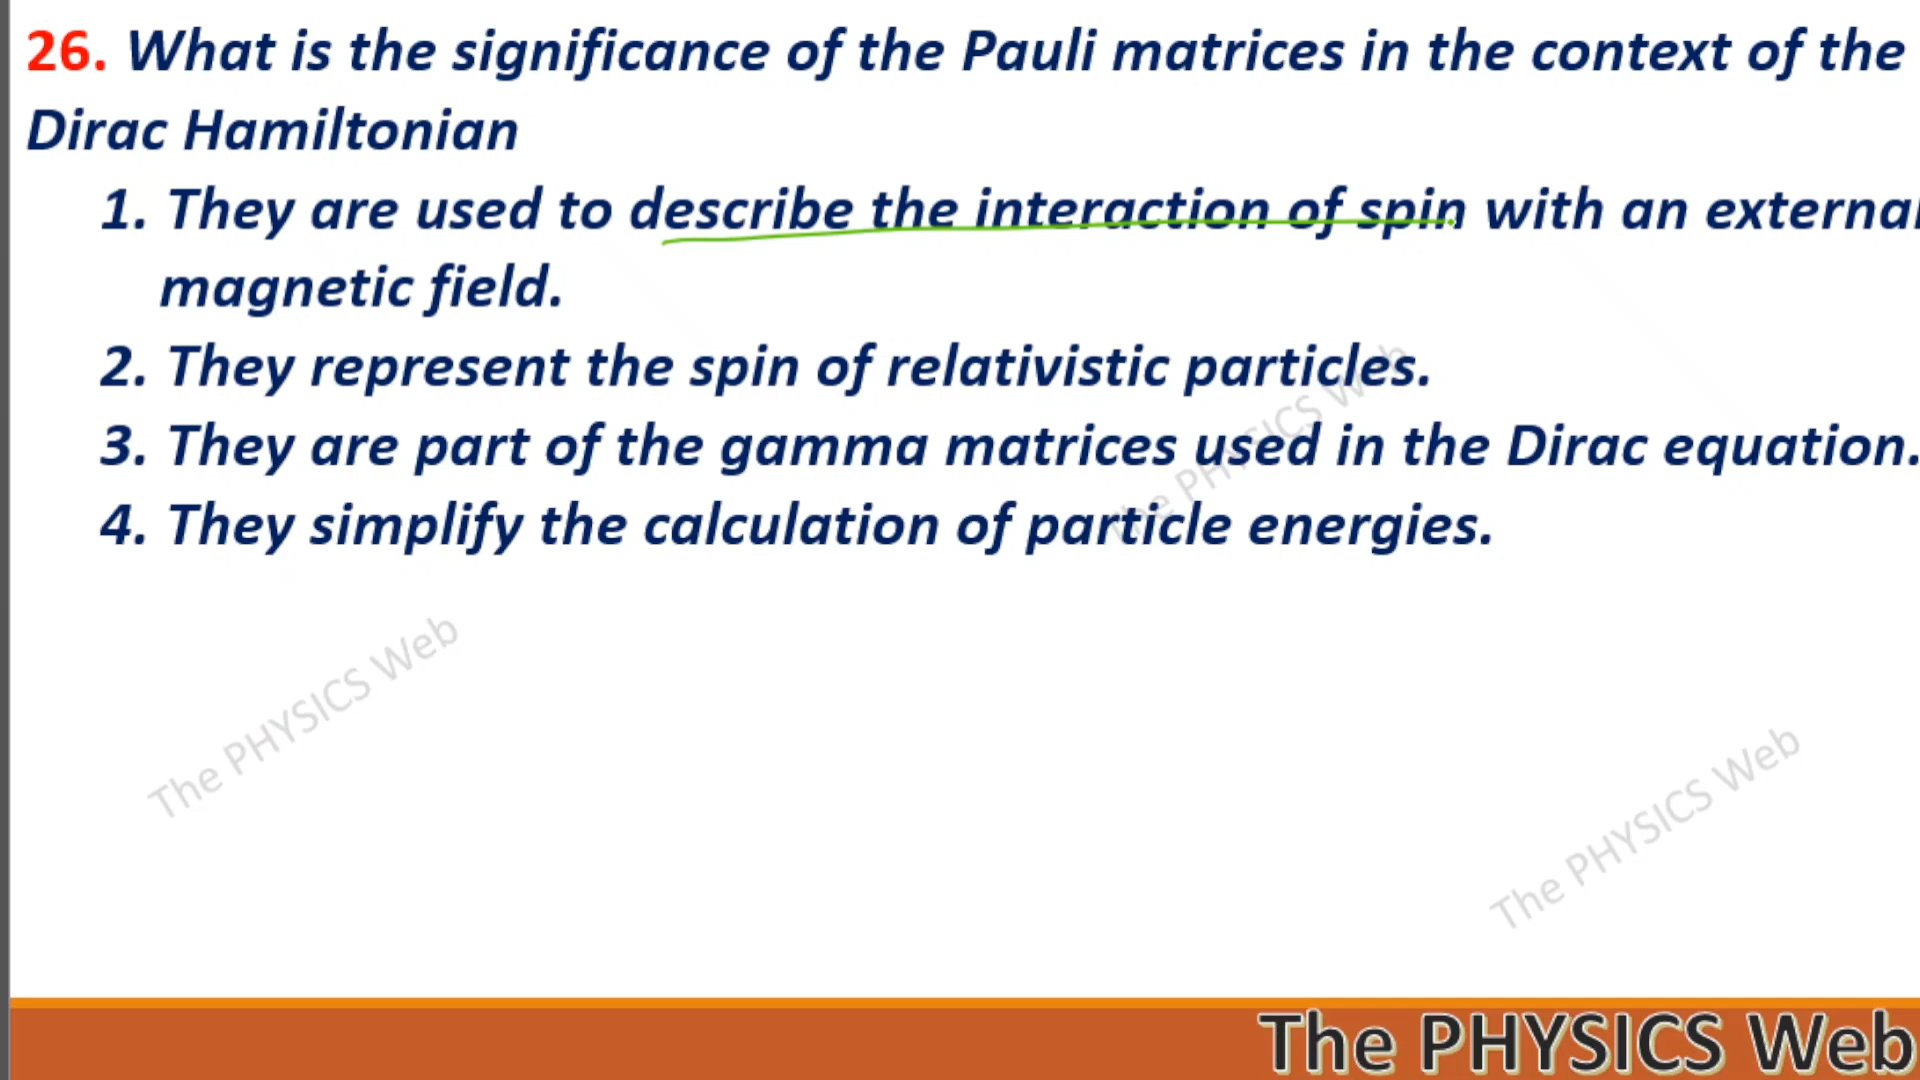 26. What is the significance of the Pauli matrices in the context of the
Dirac Hamiltonian
1. They are used to describe the interaction of spin with an external
magnetic field.
2. They represent the spin of relativistic particles.
3. They are part of the gamma matrices used in the Dirac equation.
4. They simplify the calculation of particle energies.
The PHYSICS Web
The PHYSICS Web
The PHYSICS Web
The PHYSICS Web